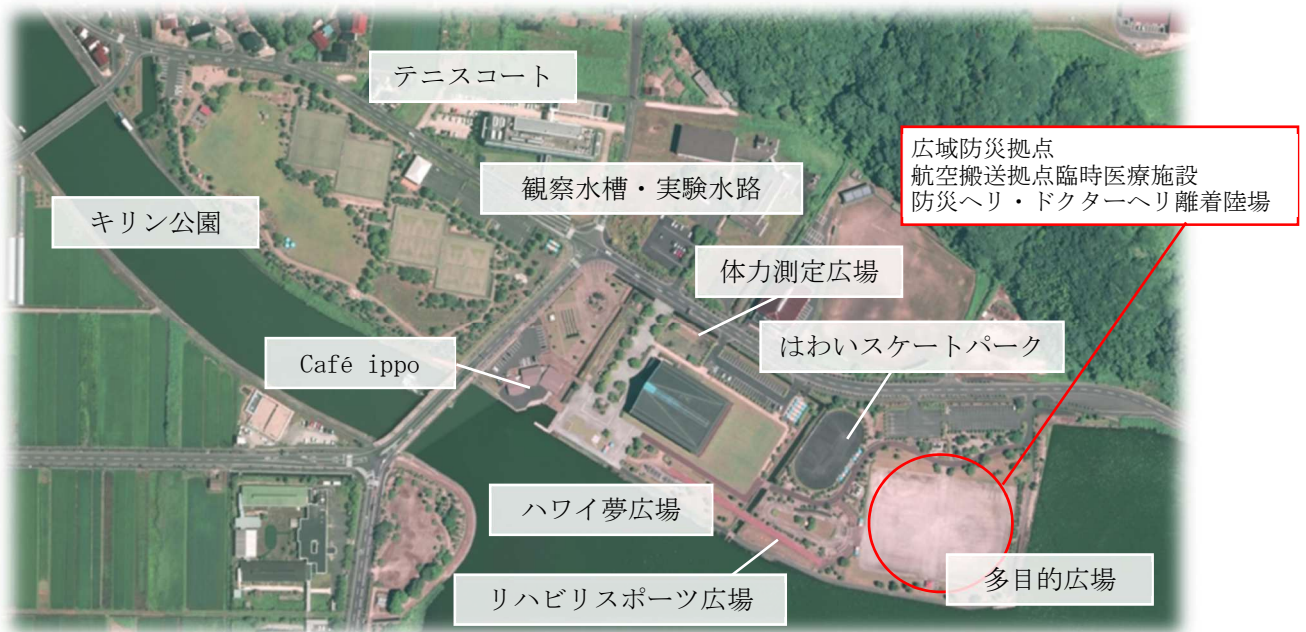 テニスコート
広域防災拠点
航空搬送拠点臨時医療施設
防災ヘリ・ドクターヘリ離着陸場
観察水槽・実験水路
キリン公園
体力測定広場
はわいスケートパーク
Café ippo
ハワイ夢広場
多目的広場
リハビリスポーツ広場